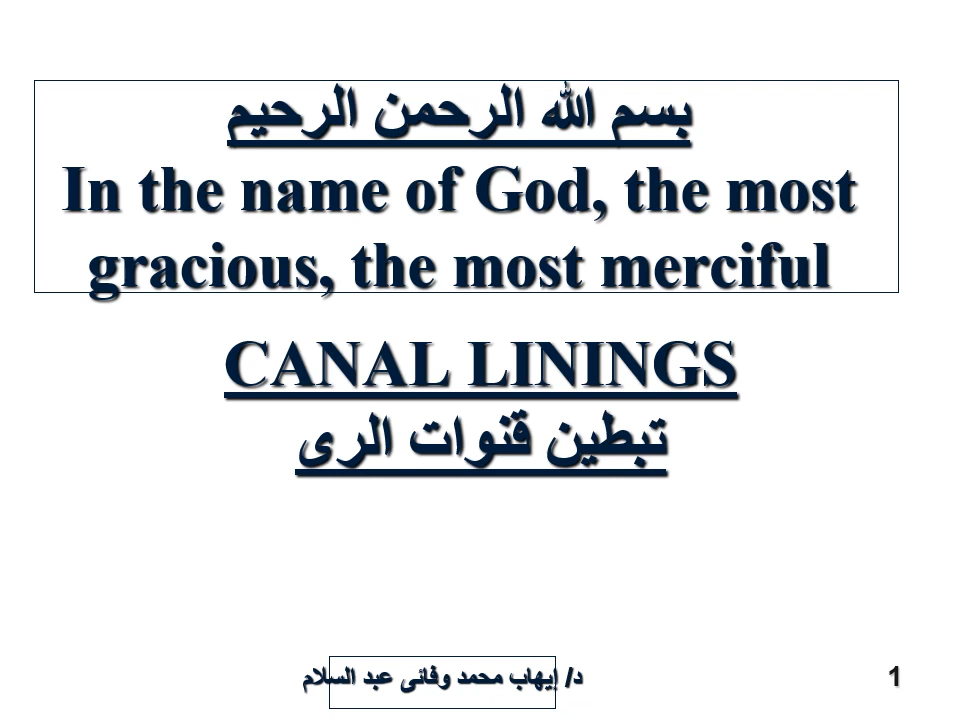 بسم الله الرحمن الرحيم
In the name of God, the most
gracious, the most merciful
CANAL LININGS
تبطين قنوات الرى
د/ إيهاب محمد وفائى عبد السلام
1